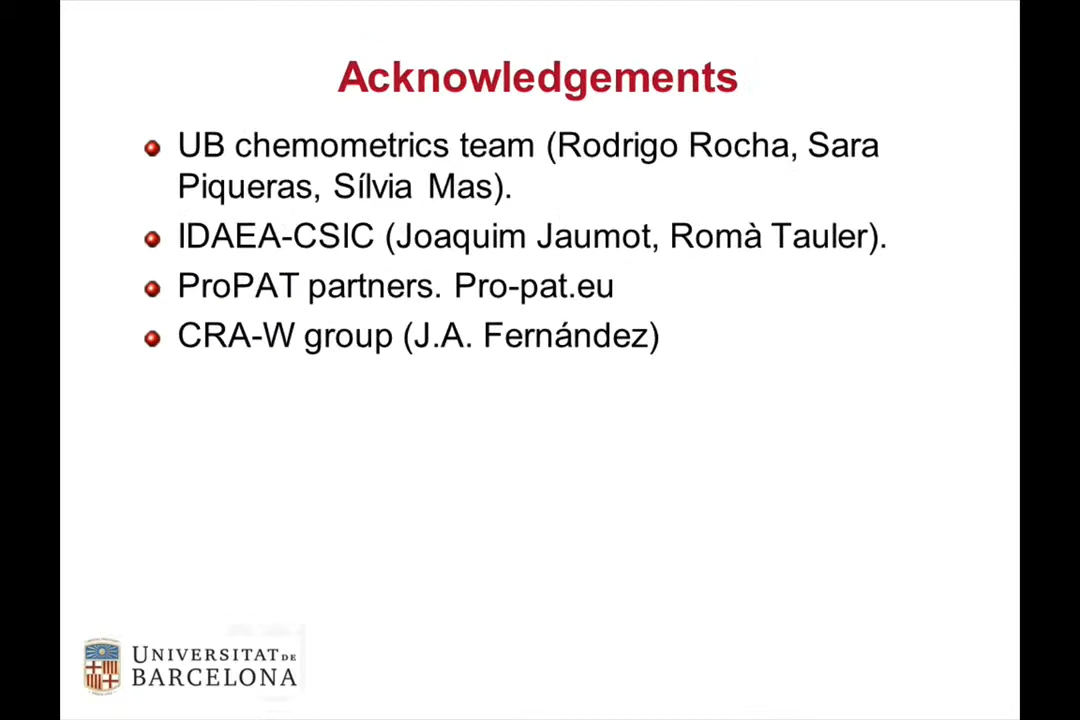 Acknowledgements
UB chemometrics team (Rodrigo Rocha, Sara
Piqueras, Sílvia Mas).
IDAEA-CSIC (Joaquim Jaumot, Romà Tauler).
ProPAT partners. Pro-pat.eu
CRA-W group (J.A. Fernández)
UNIVERSITAT DE
BARCELONA